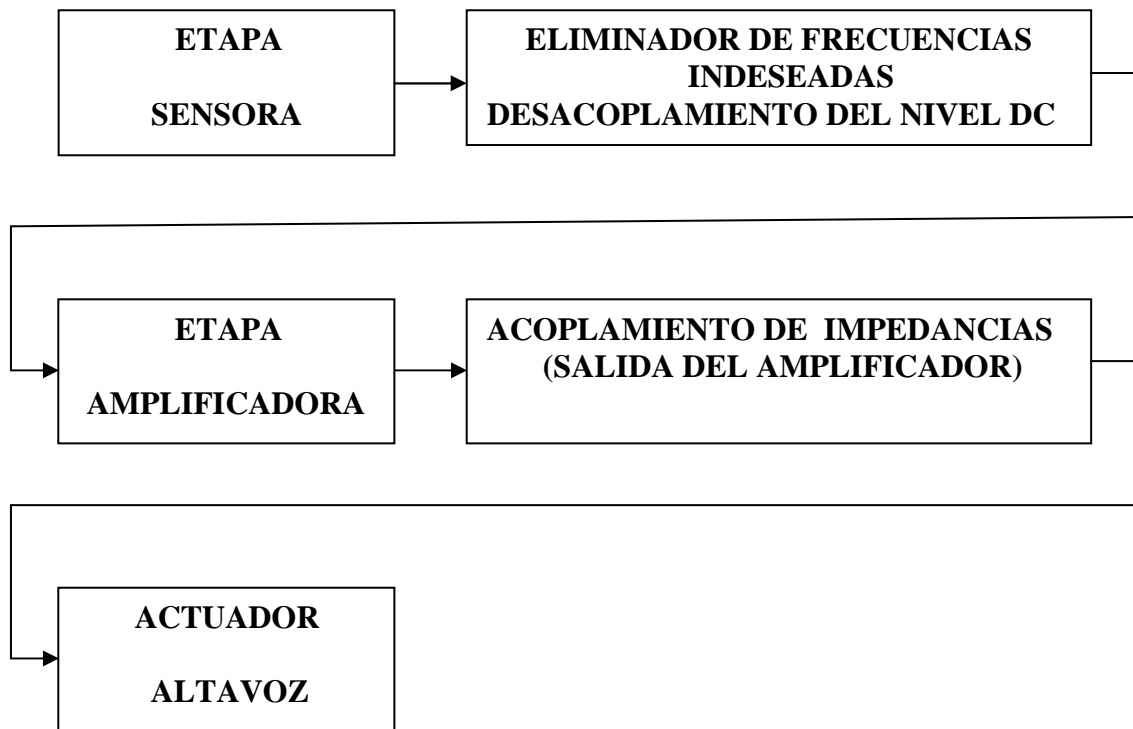 ETAPA
SENSORA
ELIMINADOR DE FRECUENCIAS
INDESEADAS
DESACOPLAMIENTO DEL NIVEL DC
ETAPA
AMPLIFICADORA
ACOPLAMIENTO DE IMPEDANCIAS
(SALIDA DEL AMPLIFICADOR)
ACTUADOR
ALTAVOZ